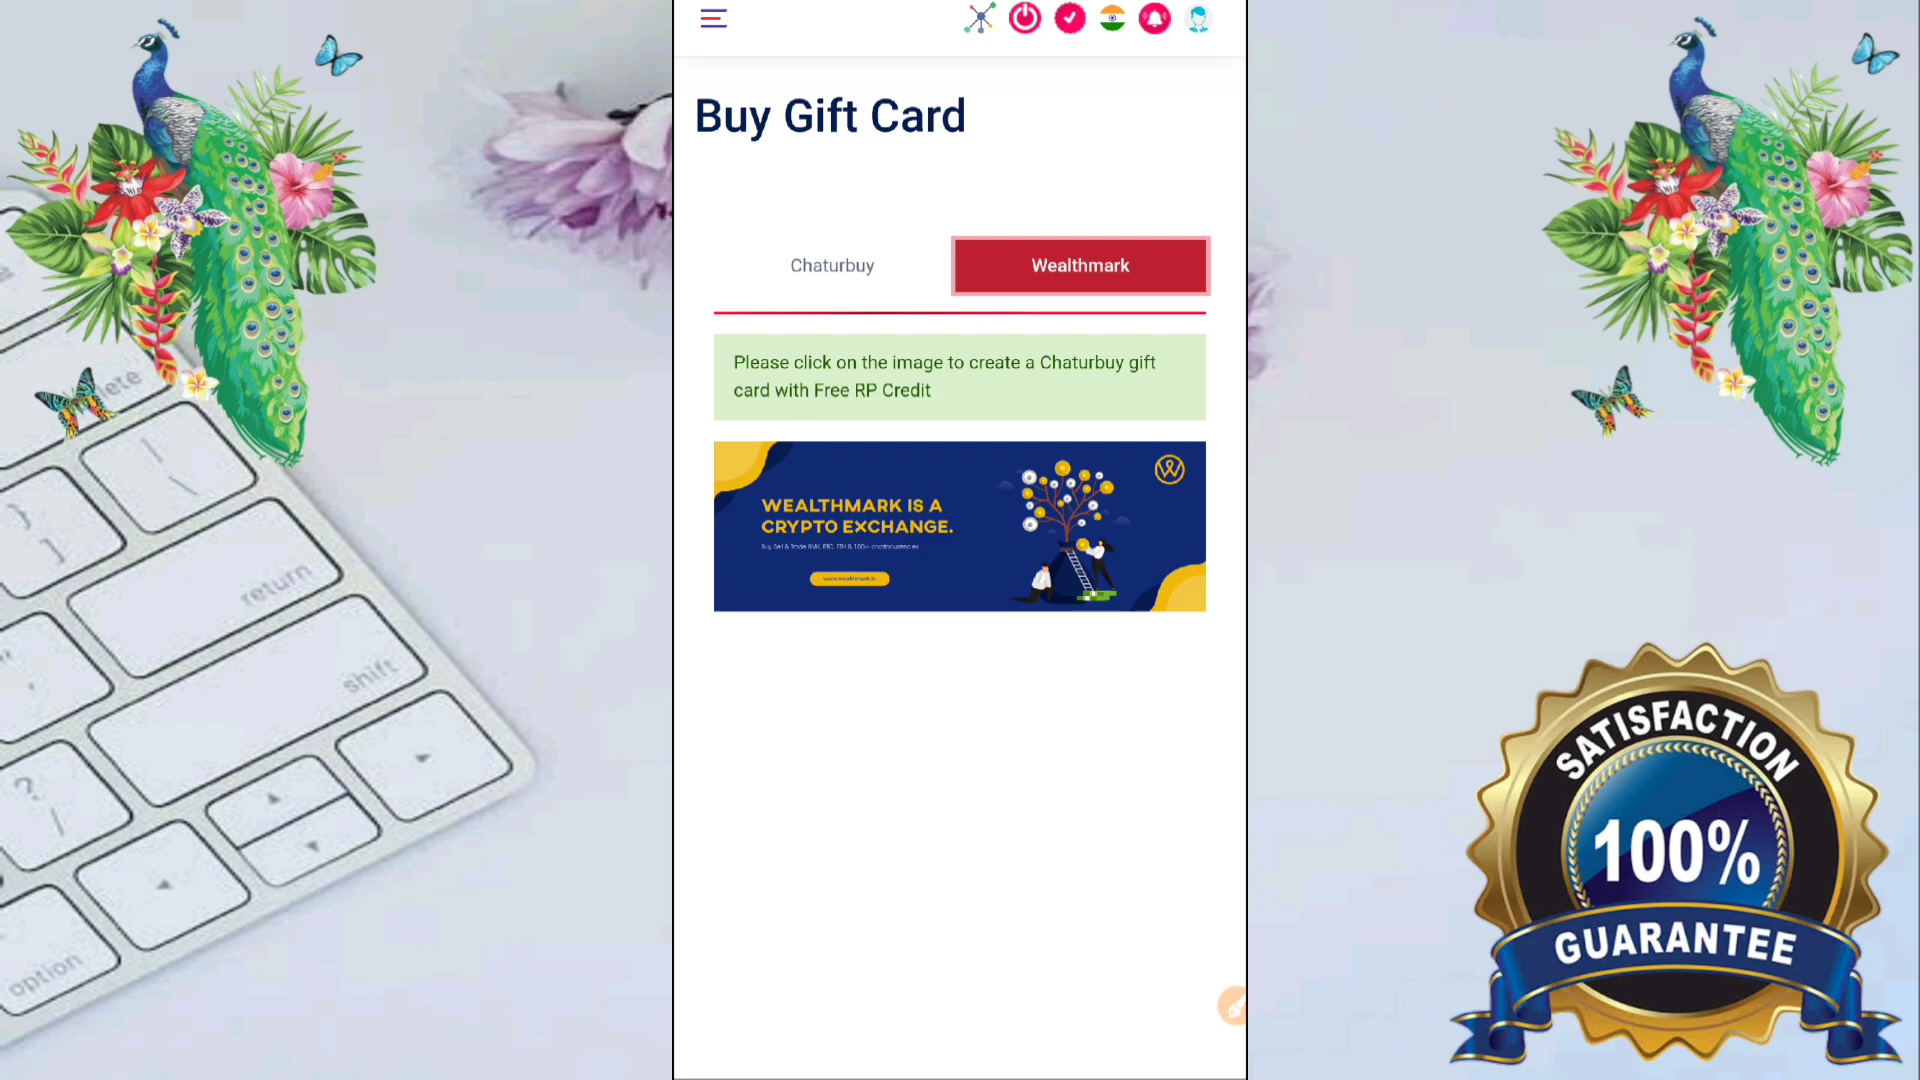 Buy Gift Card
Chaturbuy
Wealthmark
Please click on the image to create a Chaturbuy gift
card with Free RP Credit
WEALTHMARK IS A
CRYPTO EXCHANGE.
W
delete
|
\
}
]
return
shift
?
/
option
SATISFACTION
100%
GUARANTEE